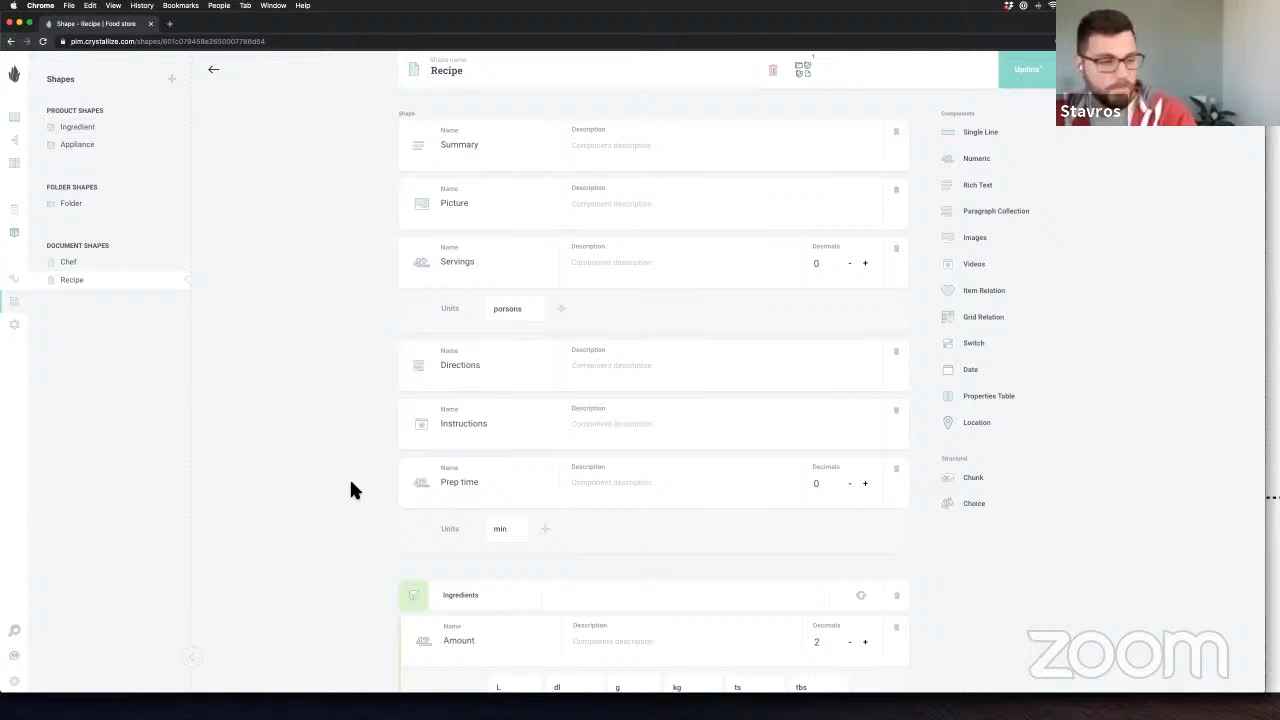 Chrome File Edit View History Bookmarks People Tab Window Help
Shape - Recipe | Food store
pim.crystallize.com/shapes/601c079458e2650007788d54
Shapes
PRODUCT SHAPES
Ingredient
Appliance
FOLDER SHAPES
Folder
DOCUMENT SHAPES
Chef
Recipe
Shape name
Recipe
1
Update
Stavros
Shape
Name Description
Summary Component description
Name Description
Picture Component description
Name Description Decimals
Servings Component description 0 - +
Units porsons
Name Description
Directions Component description
Name Description
Instructions Component description
Name Description Decimals
Prep time Component description 0 - +
Units min
Ingredients
Name Description Decimals
Amount Component description 2 - +
L dl g kg ts tbs
Components
Single Line
Numeric
Rich Text
Paragraph Collection
Images
Videos
Item Relation
Grid Relation
Switch
Date
Properties Table
Location
Structural
Chunk
Choice
zoom